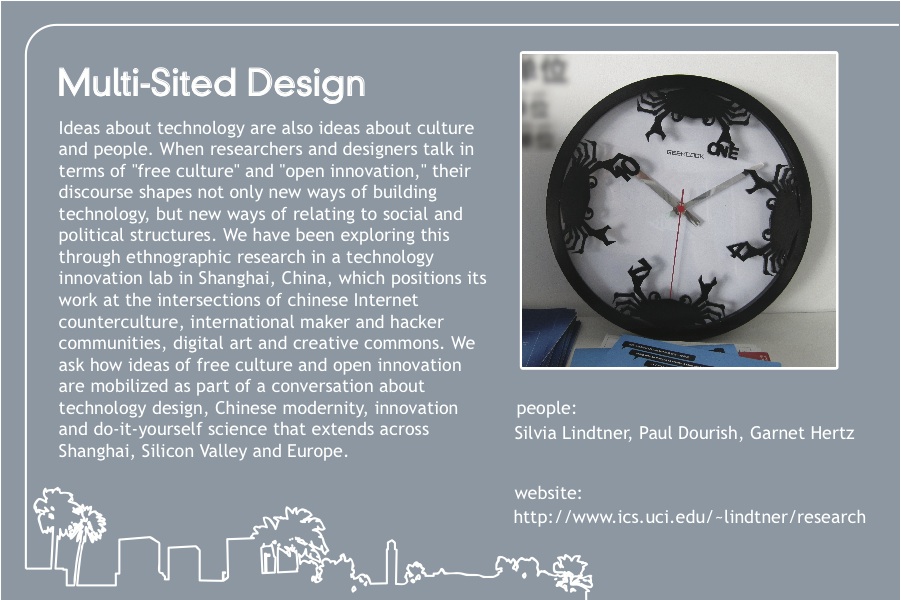 Multi-Sited Design
Ideas about technology are also ideas about culture
and people. When researchers and designers talk in
terms of "free culture" and "open innovation," their
discourse shapes not only new ways of building
technology, but new ways of relating to social and
political structures. We have been exploring this
through ethnographic research in a technology
innovation lab in Shanghai, China, which positions its
work at the intersections of chinese Internet
counterculture, international maker and hacker
communities, digital art and creative commons. We
ask how ideas of free culture and open innovation
are mobilized as part of a conversation about
technology design, Chinese modernity, innovation
and do-it-yourself science that extends across
Shanghai, Silicon Valley and Europe.
单位
单位
单位
GEEKCOOK
ONE
people:
Silvia Lindtner, Paul Dourish, Garnet Hertz
website:
http://www.ics.uci.edu/~lindtner/research